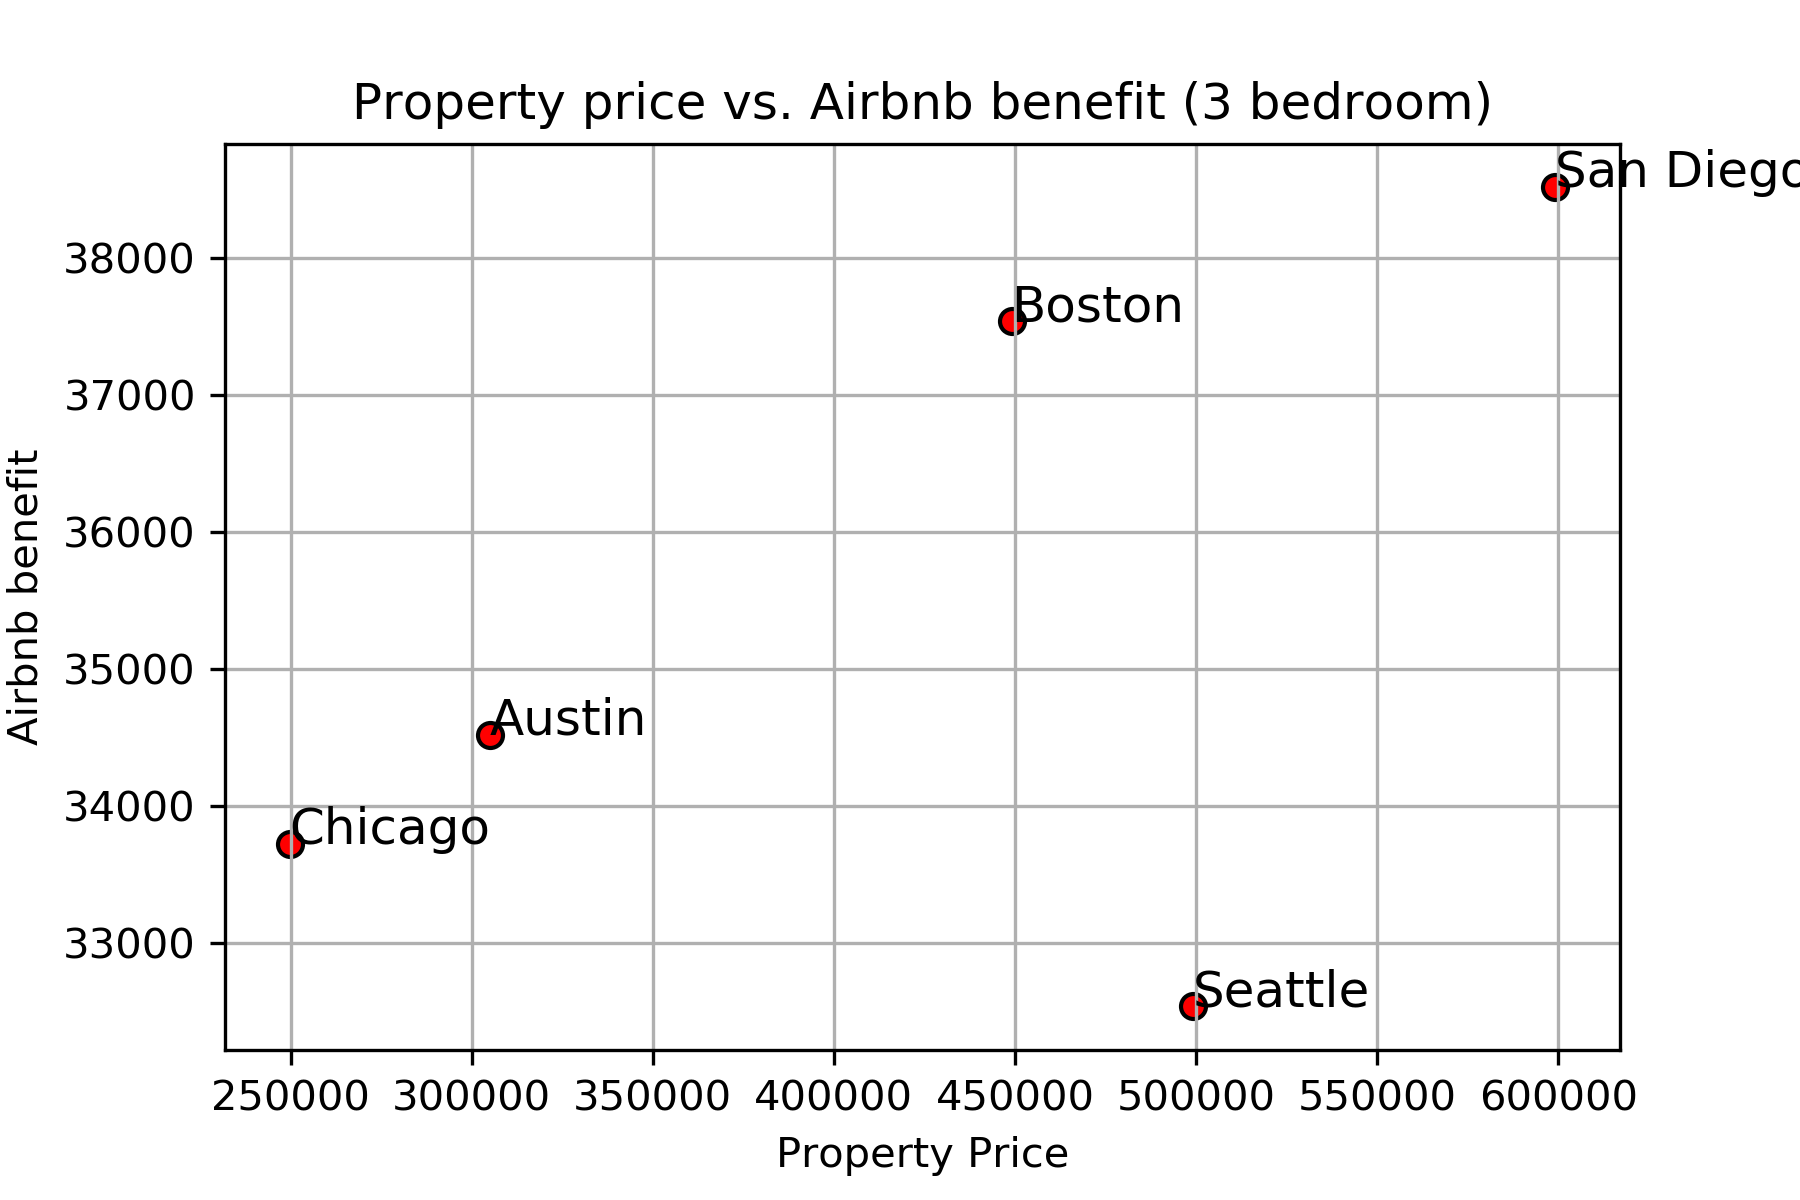 Property price vs. Airbnb benefit (3 bedroom)
San Diego
38000
Boston
37000
Airbnb benefit
36000
35000
Austin
34000
Chicago
33000
Seattle
250000 300000 350000 400000 450000 500000 550000 600000
Property Price